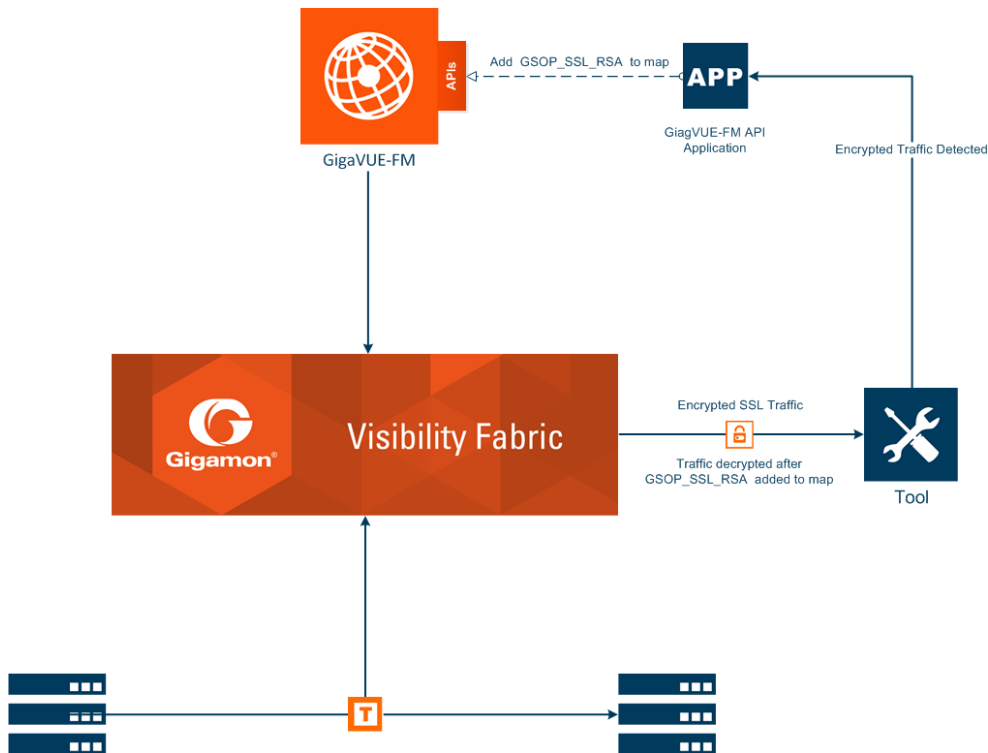 APIs
Add GSOP_SSL_RSA to map
APP
GigaVUE-FM
GiagVUE-FM API
Application
Encrypted Traffic Detected
Gigamon®
Visibility Fabric
Encrypted SSL Traffic
Traffic decrypted after
GSOP_SSL_RSA added to map
Tool
T